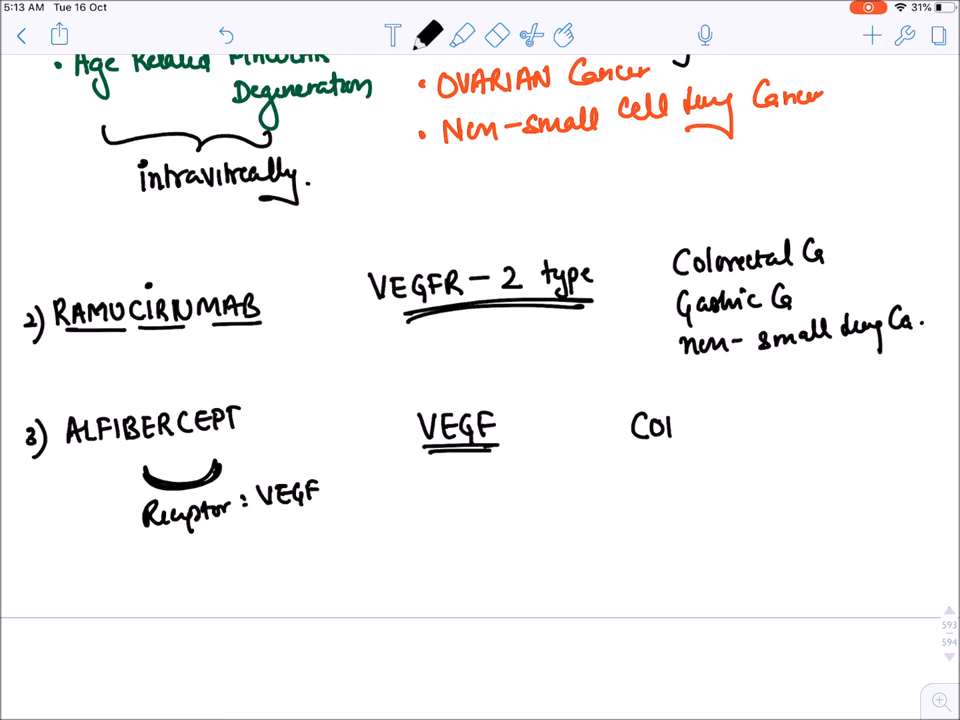 5:13 AM Tue 16 Oct
31%
T
• Age Related Macular
Degeneration
• OVARIAN Cancer
• Non-small cell lung Cancer
intravitreally.
2) RAMUCIRUMAB VEGFR - 2 type
Colorectal Ca
Gastric Ca
non- small lung Ca.
3) ALFIBERCEPT VEGF COl
Receptor : VEGF
593
594